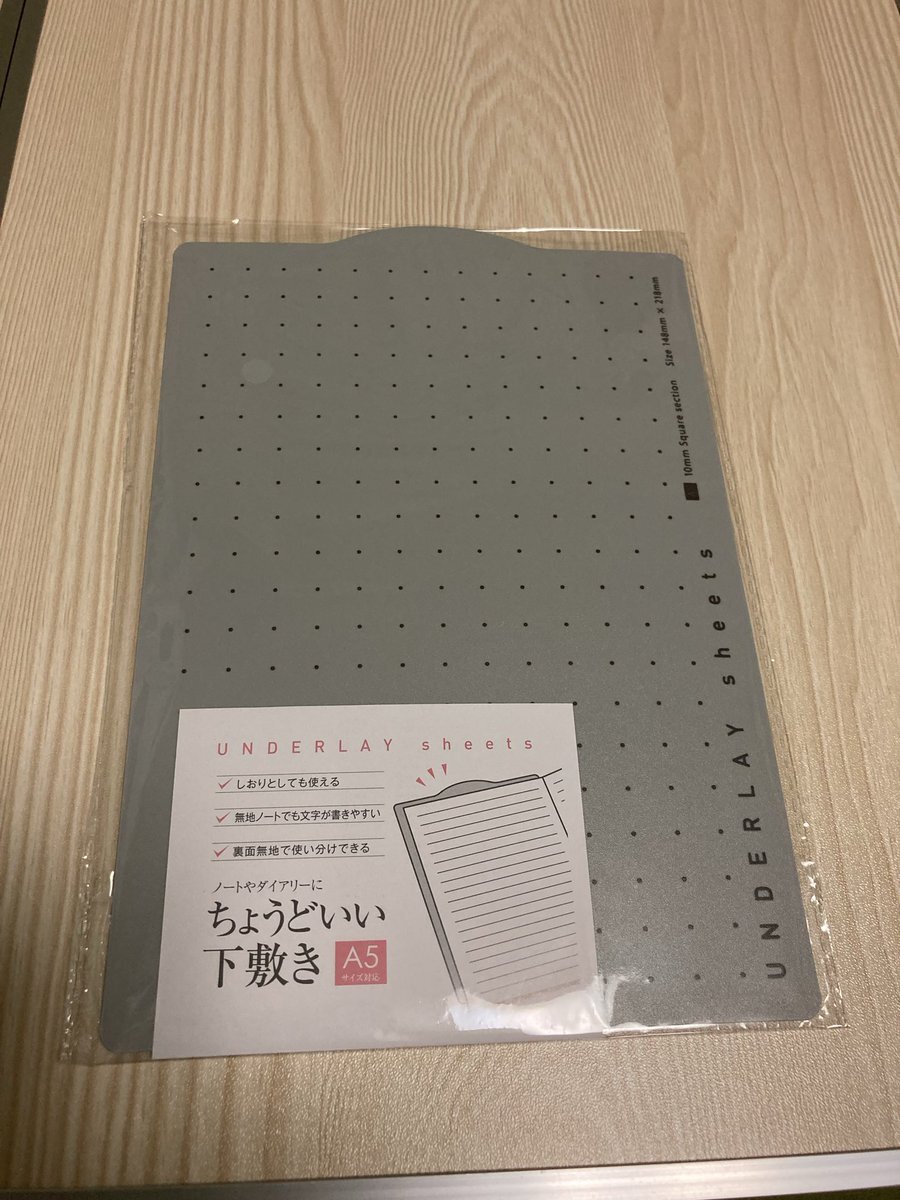 10mm Square section Size 148mm × 218mm
UNDERLAY sheets
UNDERLAY sheets
しおりとしても使える
無地ノートでも文字が書きやすい
裏面無地で使い分けできる
ノートやダイアリーに
ちょうどいい
下敷き
A5
サイズ対応